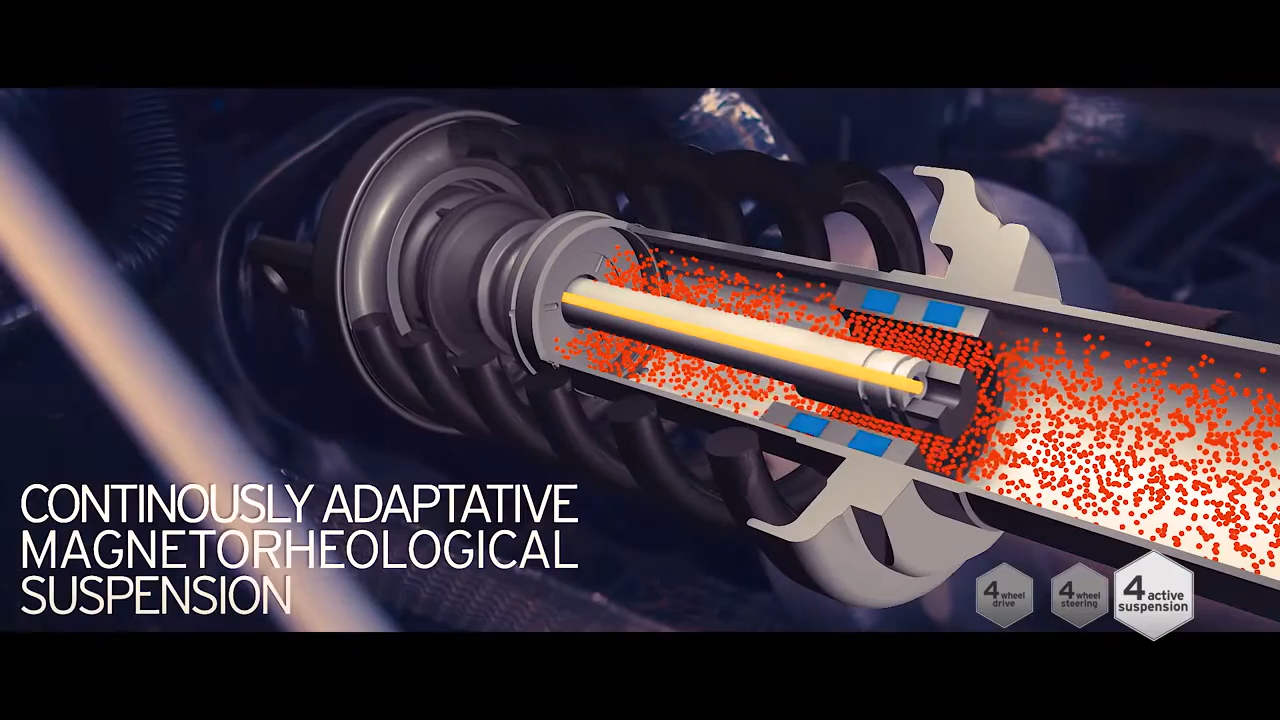 CONTINOUSLY ADAPTATIVE
MAGNETORHEOLOGICAL
SUSPENSION
4 wheel
drive
4 wheel
steering
4 active
suspension